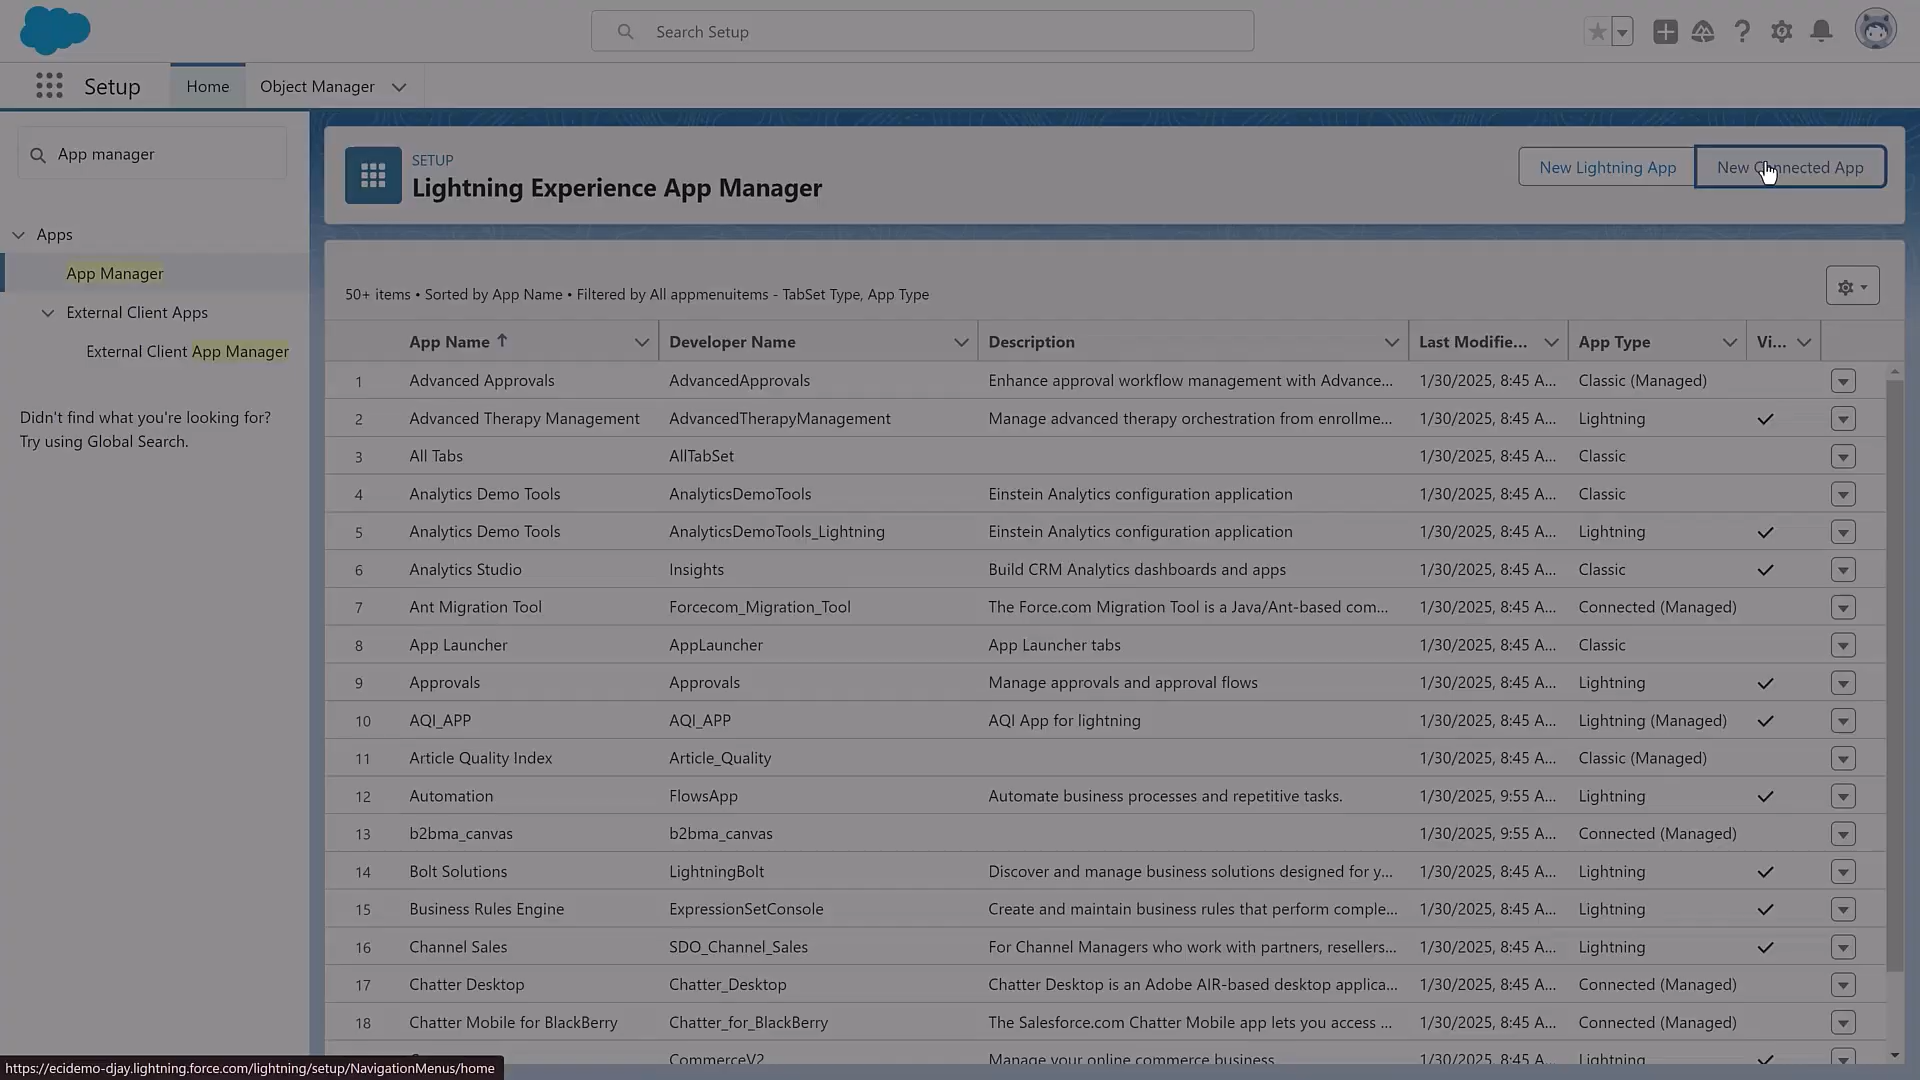 Search Setup
Setup
Home
Object Manager
App manager
Apps
App Manager
External Client Apps
External Client App Manager
Didn't find what you're looking for?
Try using Global Search.
SETUP
Lightning Experience App Manager
New Lightning App
New Connected App
50+ items • Sorted by App Name • Filtered by All appmenuitems - TabSet Type, App Type
App Name ↑ Developer Name Description Last Modifie... App Type Vi...
1 Advanced Approvals AdvancedApprovals Enhance approval workflow management with Advance... 1/30/2025, 8:45 A... Classic (Managed)
2 Advanced Therapy Management AdvancedTherapyManagement Manage advanced therapy orchestration from enrollme... 1/30/2025, 8:45 A... Lightning
3 All Tabs AllTabSet 1/30/2025, 8:45 A... Classic
4 Analytics Demo Tools AnalyticsDemoTools Einstein Analytics configuration application 1/30/2025, 8:45 A... Classic
5 Analytics Demo Tools AnalyticsDemoTools_Lightning Einstein Analytics configuration application 1/30/2025, 8:45 A... Lightning
6 Analytics Studio Insights Build CRM Analytics dashboards and apps 1/30/2025, 8:45 A... Classic
7 Ant Migration Tool Forcecom_Migration_Tool The Force.com Migration Tool is a Java/Ant-based com... 1/30/2025, 8:45 A... Connected (Managed)
8 App Launcher AppLauncher App Launcher tabs 1/30/2025, 8:45 A... Classic
9 Approvals Approvals Manage approvals and approval flows 1/30/2025, 8:45 A... Lightning
10 AQI_APP AQI_APP AQI App for lightning 1/30/2025, 8:45 A... Lightning (Managed)
11 Article Quality Index Article_Quality 1/30/2025, 8:45 A... Classic (Managed)
12 Automation FlowsApp Automate business processes and repetitive tasks. 1/30/2025, 9:55 A... Lightning
13 b2bma_canvas b2bma_canvas 1/30/2025, 9:55 A... Connected (Managed)
14 Bolt Solutions LightningBolt Discover and manage business solutions designed for y... 1/30/2025, 8:45 A... Lightning
15 Business Rules Engine ExpressionSetConsole Create and maintain business rules that perform comple... 1/30/2025, 8:45 A... Lightning
16 Channel Sales SDO_Channel_Sales For Channel Managers who work with partners, resellers... 1/30/2025, 8:45 A... Lightning
17 Chatter Desktop Chatter_Desktop Chatter Desktop is an Adobe AIR-based desktop applica... 1/30/2025, 8:45 A... Connected (Managed)
18 Chatter Mobile for BlackBerry Chatter_for_BlackBerry The Salesforce.com Chatter Mobile app lets you access ... 1/30/2025, 8:45 A... Connected (Managed)
CommerceV2 Manage your online commerce business 1/30/2025, 8:45 A... Lightning
https://ecidemo-djay.lightning.force.com/lightning/setup/NavigationMenus/home